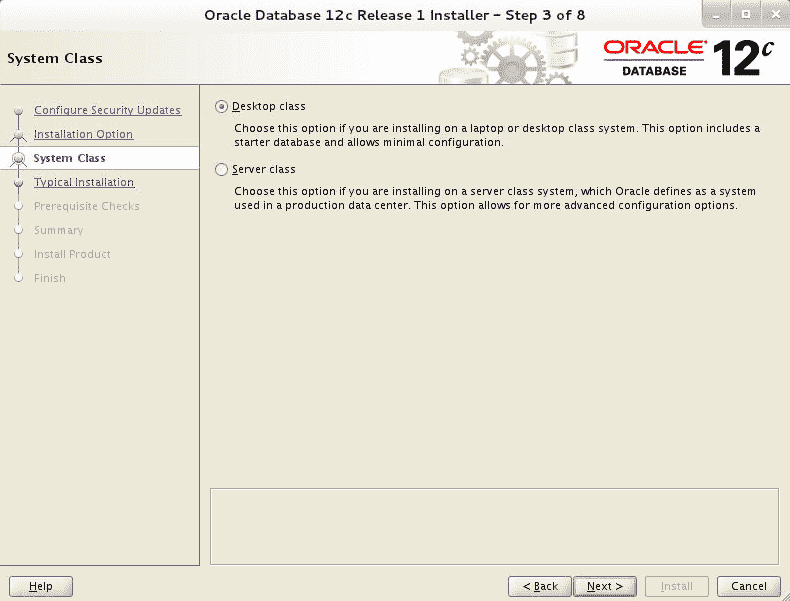 Oracle Database 12c Release 1 Installer - Step 3 of 8
System Class
ORACLE
DATABASE 12c
Configure Security Updates
Installation Option
System Class
Typical Installation
Prerequisite Checks
Summary
Install Product
Finish
Desktop class
Choose this option if you are installing on a laptop or desktop class system. This option includes a
starter database and allows minimal configuration.
Server class
Choose this option if you are installing on a server class system, which Oracle defines as a system
used in a production data center. This option allows for more advanced configuration options.
Help
< Back
Next >
Install
Cancel